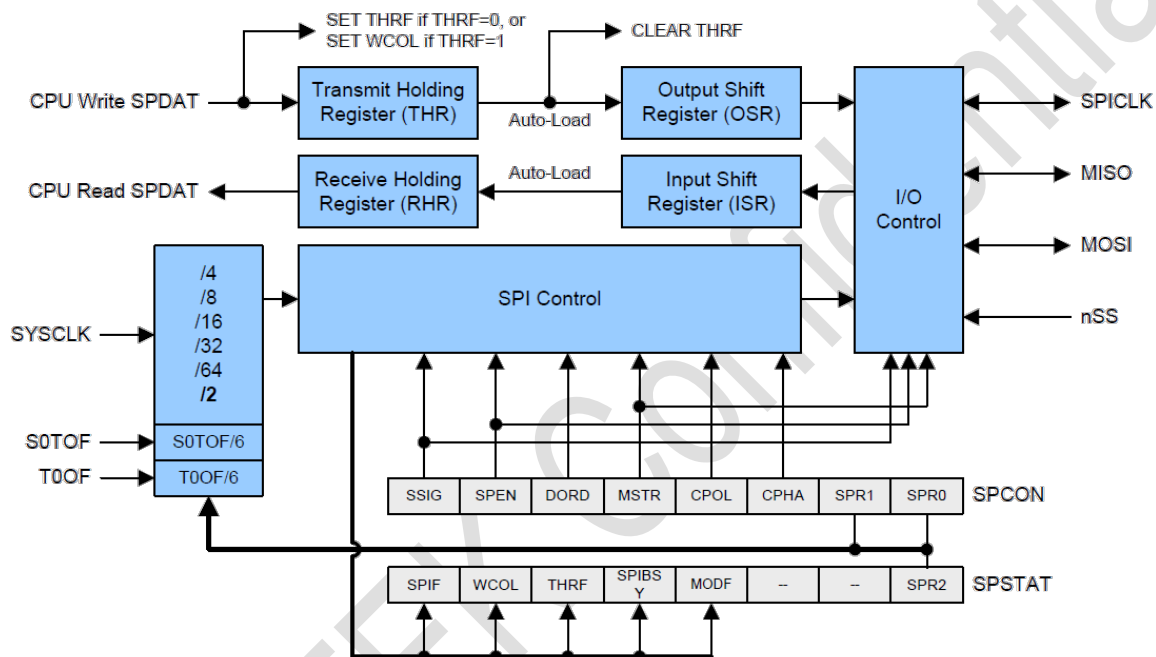 SET THRF if THRF=0, or
SET WCOL if THRF=1
CLEAR THRF
CPU Write SPDAT
Transmit Holding
Register (THR)
Auto-Load
Output Shift
Register (OSR)
SPICLK
CPU Read SPDAT
Receive Holding
Register (RHR)
Auto-Load
Input Shift
Register (ISR)
I/O
Control
MISO
MOSI
nSS
SYSCLK
/4
/8
/16
/32
/64
/2
SPI Control
S0TOF
S0TOF/6
T0OF
T0OF/6
SSIG SPEN DORD MSTR CPOL CPHA SPR1 SPR0 SPCON
SPIF WCOL THRF SPIBS
Y MODF -- -- SPR2 SPSTAT